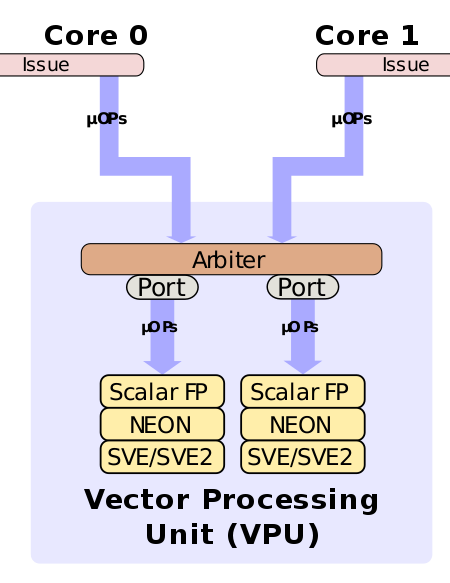 Core 0 Core 1
Issue Issue
µOPs µOPs
Arbiter
Port Port
µOPs µOPs
Scalar FP Scalar FP
NEON NEON
SVE/SVE2 SVE/SVE2
Vector Processing
Unit (VPU)